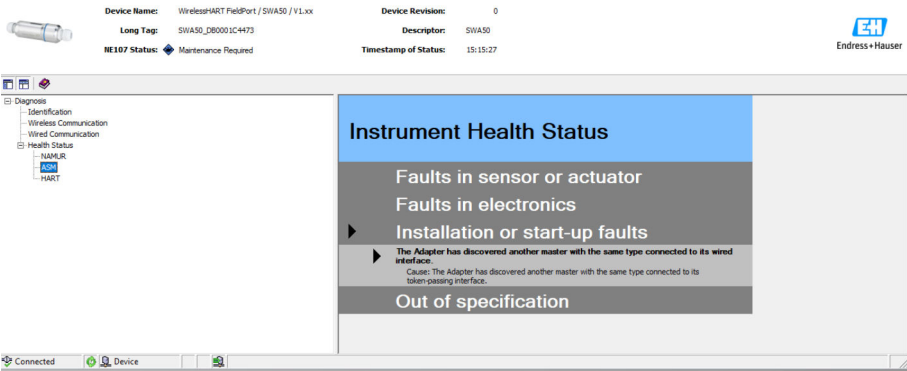 Device Name: WirelessHART FieldPort / SWA50 / V1.xx Device Revision: 0
Long Tag: SWA50_DB0001C4473 Descriptor: SWA50
NE107 Status: Maintenance Required Timestamp of Status: 15:15:27
Endress+Hauser
Diagnosis
Identification
Wireless Communication
Wired Communication
Health Status
NAMUR
ASM
HART
Instrument Health Status
Faults in sensor or actuator
Faults in electronics
Installation or start-up faults
The Adapter has discovered another master with the same type connected to its wired
interface.
Cause: The Adapter has discovered another master with the same type connected to its
token-passing interface.
Out of specification
Connected Device